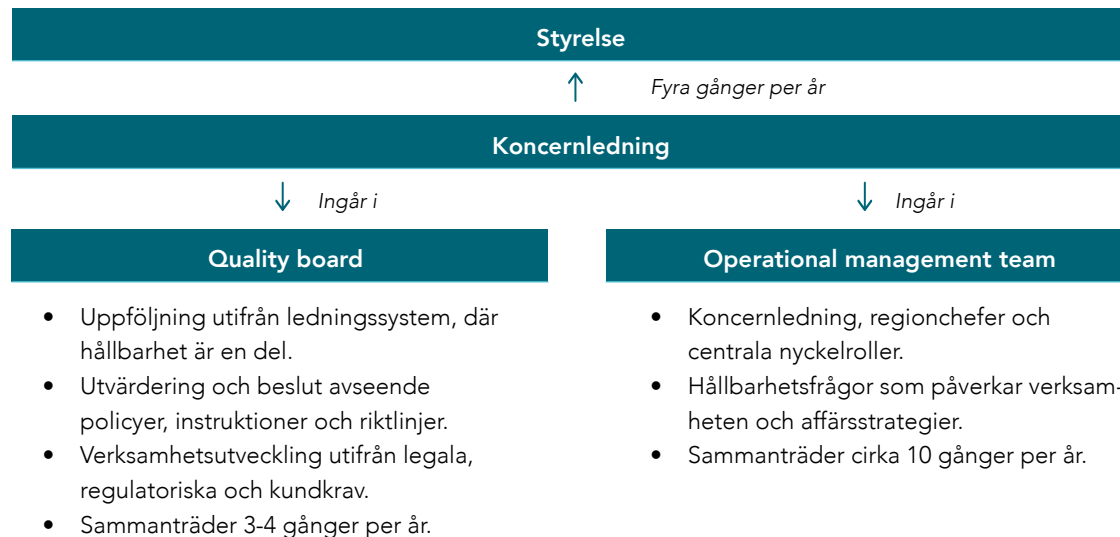 Styrelse
Fyra gånger per år
Koncernledning
Ingår i
Ingår i
Quality board
• Uppföljning utifrån ledningssystem, där
hållbarhet är en del.
• Utvärdering och beslut avseende
policyer, instruktioner och riktlinjer.
• Verksamhetsutveckling utifrån legala,
regulatoriska och kundkrav.
• Sammanträder 3-4 gånger per år.
Operational management team
• Koncernledning, regionchefer och
centrala nyckelroller.
• Hållbarhetsfrågor som påverkar verksam-
heten och affärsstrategier.
• Sammanträder cirka 10 gånger per år.